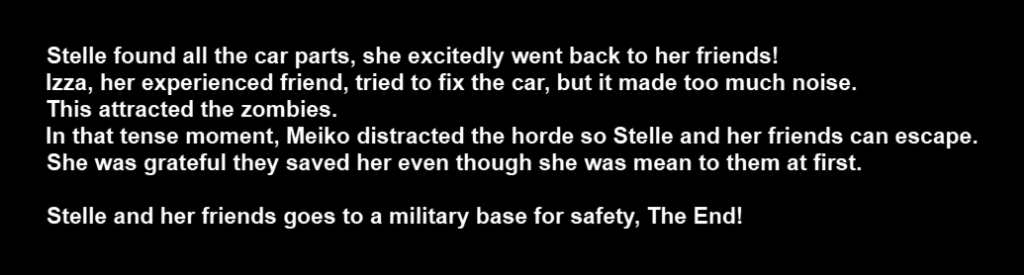 Stelle found all the car parts, she excitedly went back to her friends!
Izza, her experienced friend, tried to fix the car, but it made too much noise.
This attracted the zombies.
In that tense moment, Meiko distracted the horde so Stelle and her friends can escape.
She was grateful they saved her even though she was mean to them at first.
Stelle and her friends goes to a military base for safety, The End!